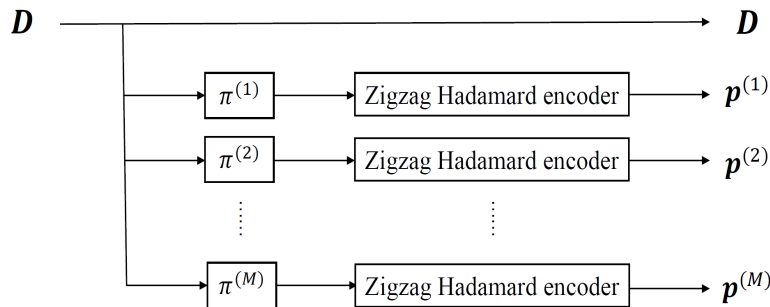 D D
π(1) Zigzag Hadamard encoder p(1)
π(2) Zigzag Hadamard encoder p(2)
π(M) Zigzag Hadamard encoder p(M)